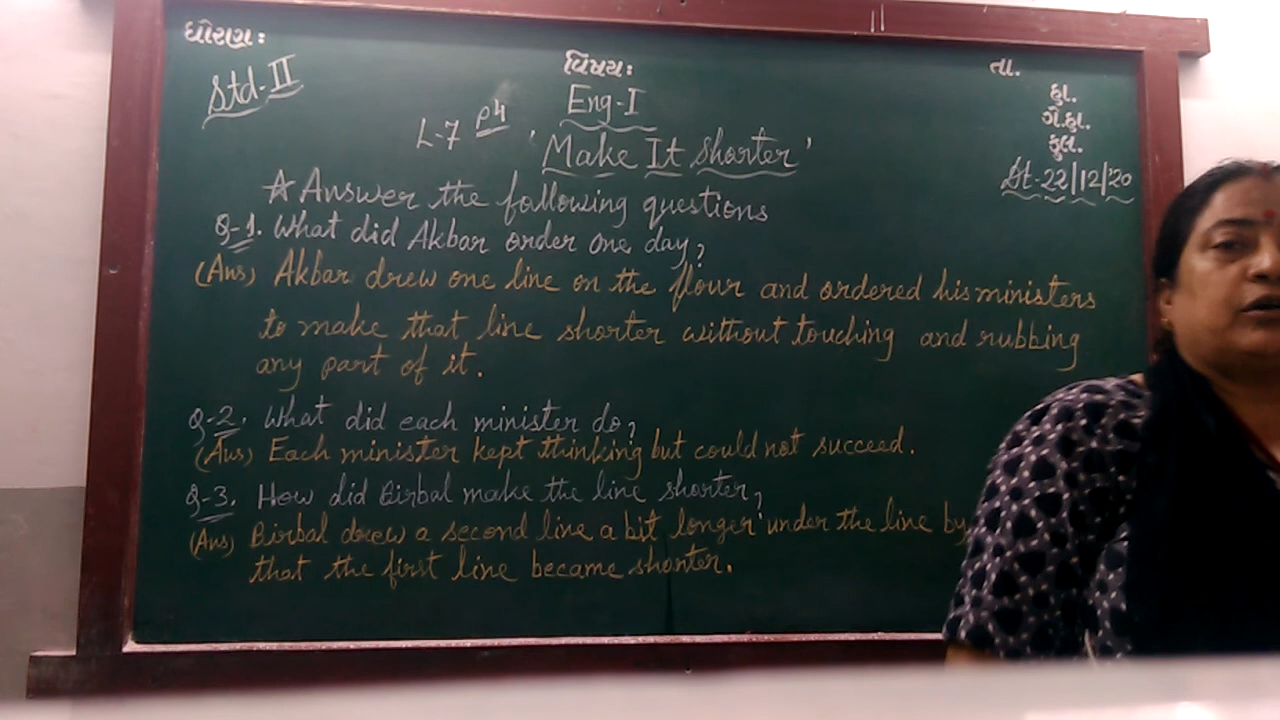 ધોરણ:
વિષય:
તા.
Std-II
હા.
Eng-I
ગે.હા.
કુલ.
L-7 P4 'Make It Shorter'
Dt-22/12/'20
☆ Answer the following questions
Q-1. What did Akbar order one day?
(Ans) Akbar drew one line on the flour and ordered his ministers
to make that line shorter without touching and rubbing
any part of it.
Q-2. What did each minister do?
(Ans) Each minister kept thinking but could not succeed.
Q-3. How did Birbal make the line shorter?
(Ans) Birbal drew a second line a bit longer under the line by
that the first line became shorter.